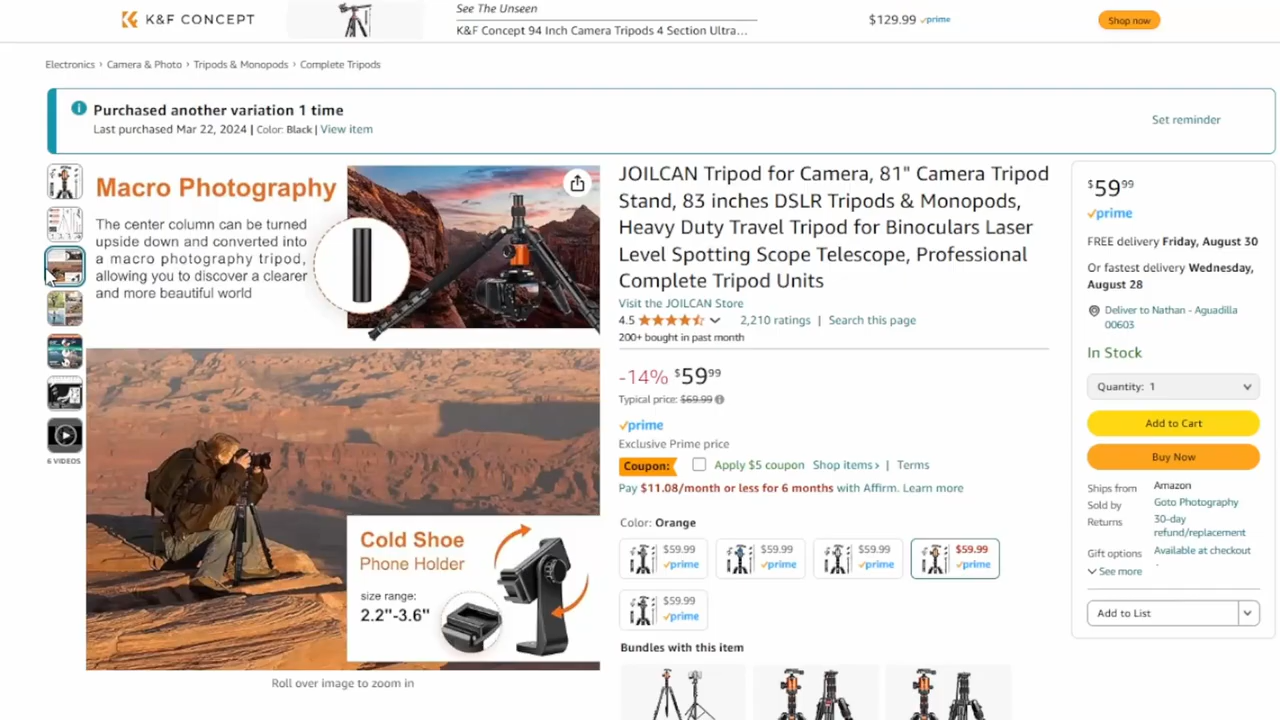 K&F CONCEPT
See The Unseen
K&F Concept 94 Inch Camera Tripods 4 Section Ultra...
$129.99 prime
Shop now
Electronics › Camera & Photo › Tripods & Monopods › Complete Tripods
Purchased another variation 1 time
Last purchased Mar 22, 2024 | Color: Black | View item
Set reminder
Macro Photography
The center column can be turned
upside down and converted into
a macro photography tripod,
allowing you to discover a clearer
and more beautiful world
Cold Shoe
Phone Holder
size range:
2.2"-3.6"
6 VIDEOS
Roll over image to zoom in
JOILCAN Tripod for Camera, 81" Camera Tripod
Stand, 83 inches DSLR Tripods & Monopods,
Heavy Duty Travel Tripod for Binoculars Laser
Level Spotting Scope Telescope, Professional
Complete Tripod Units
Visit the JOILCAN Store
4.5 2,210 ratings | Search this page
200+ bought in past month
-14% $59 99
Typical price: $69.99
prime
Exclusive Prime price
Coupon: Apply $5 coupon Shop items › | Terms
Pay $11.08/month or less for 6 months with Affirm. Learn more
Color: Orange
$59.99 prime
$59.99 prime
$59.99 prime
$59.99 prime
$59.99 prime
Bundles with this item
$59 99
prime
FREE delivery Friday, August 30
Or fastest delivery Wednesday,
August 28
Deliver to Nathan - Aguadilla
00603
In Stock
Quantity: 1
Add to Cart
Buy Now
Ships from Amazon
Sold by Goto Photography
Returns 30-day
refund/replacement
Gift options Available at checkout
See more
Add to List